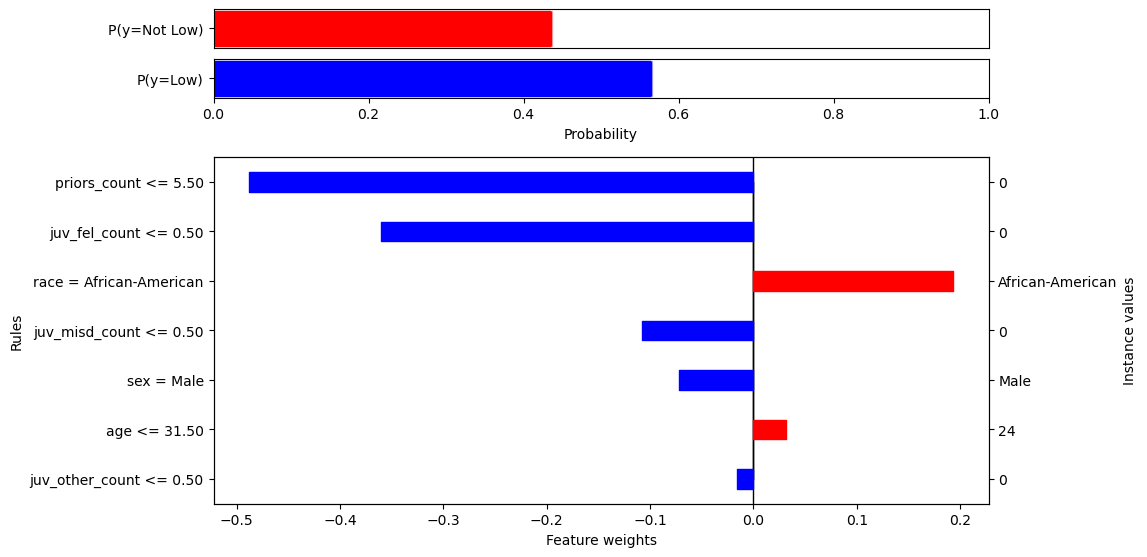 P(y=Not Low)
P(y=Low)
0.0 0.2 0.4 0.6 0.8 1.0
Probability
Rules
priors_count <= 5.50 0
juv_fel_count <= 0.50 0
race = African-American African-American
juv_misd_count <= 0.50 0
sex = Male Male
age <= 31.50 24
juv_other_count <= 0.50 0
Instance values
−0.5 −0.4 −0.3 −0.2 −0.1 0.0 0.1 0.2
Feature weights